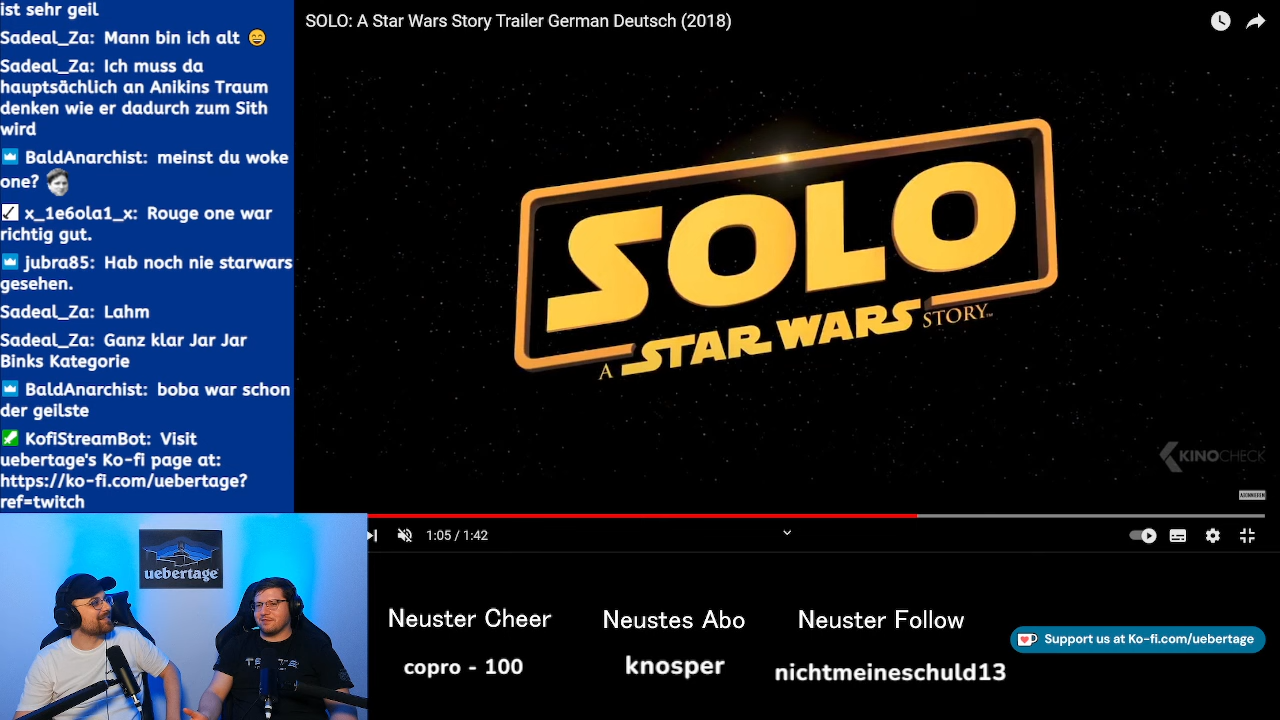 ist sehr geil
Sadeal_Za: Mann bin ich alt 😄
Sadeal_Za: Ich muss da
hauptsächlich an Anikins Traum
denken wie er dadurch zum Sith
wird
BaldAnarchist: meinst du woke
one?
x_1e6ola1_x: Rouge one war
richtig gut.
jubra85: Hab noch nie starwars
gesehen.
Sadeal_Za: Lahm
Sadeal_Za: Ganz klar Jar Jar
Binks Kategorie
BaldAnarchist: boba war schon
der geilste
KofiStreamBot: Visit
uebertage's Ko-fi page at:
https://ko-fi.com/uebertage?
ref=twitch
SOLO: A Star Wars Story Trailer German Deutsch (2018)
SOLO
A STAR WARS STORY™
KINOCHECK
ABONNIEREN
1:05 / 1:42
uebertage
Neuster Cheer
copro - 100
Neustes Abo
knosper
Neuster Follow
nichtmeineschuld13
Support us at Ko-fi.com/uebertage